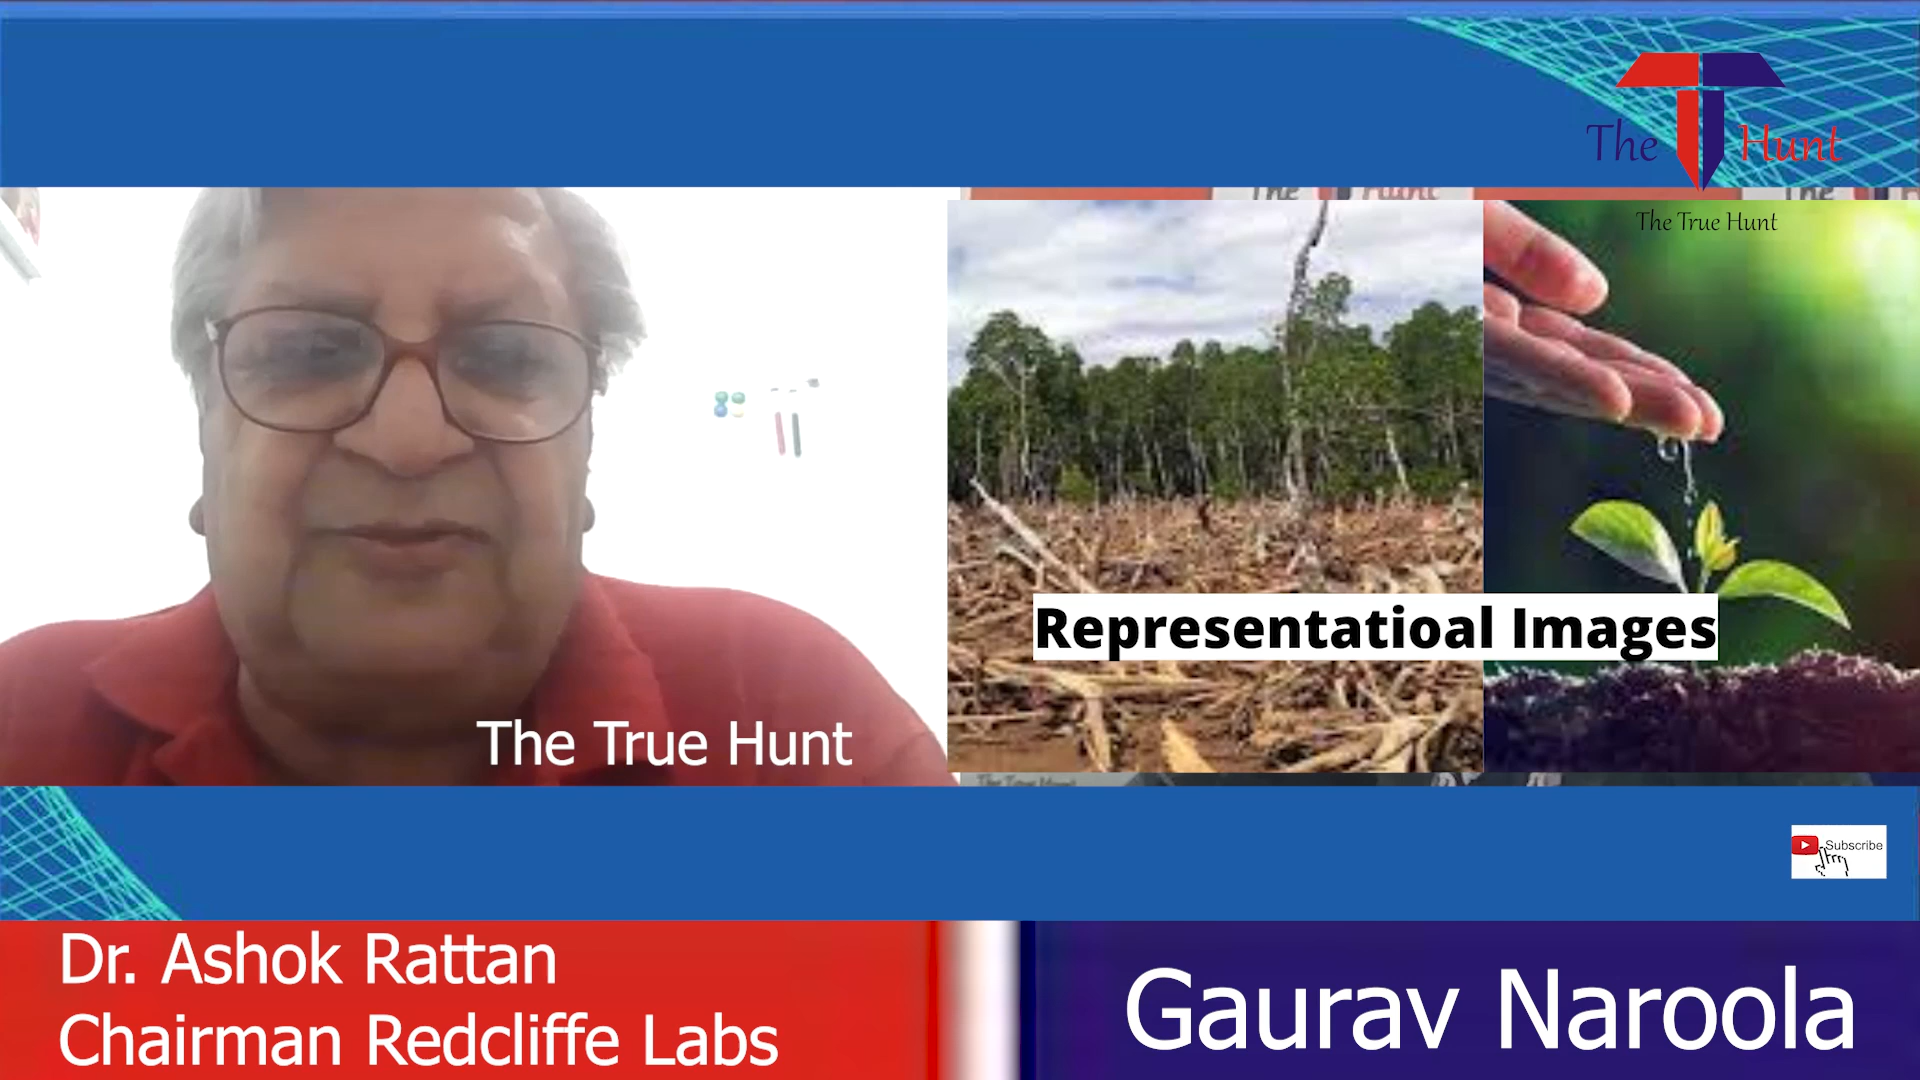 The Hunt
The True Hunt
Representatioal Images
The True Hunt
Subscribe
Dr. Ashok Rattan
Chairman Redcliffe Labs
Gaurav Naroola